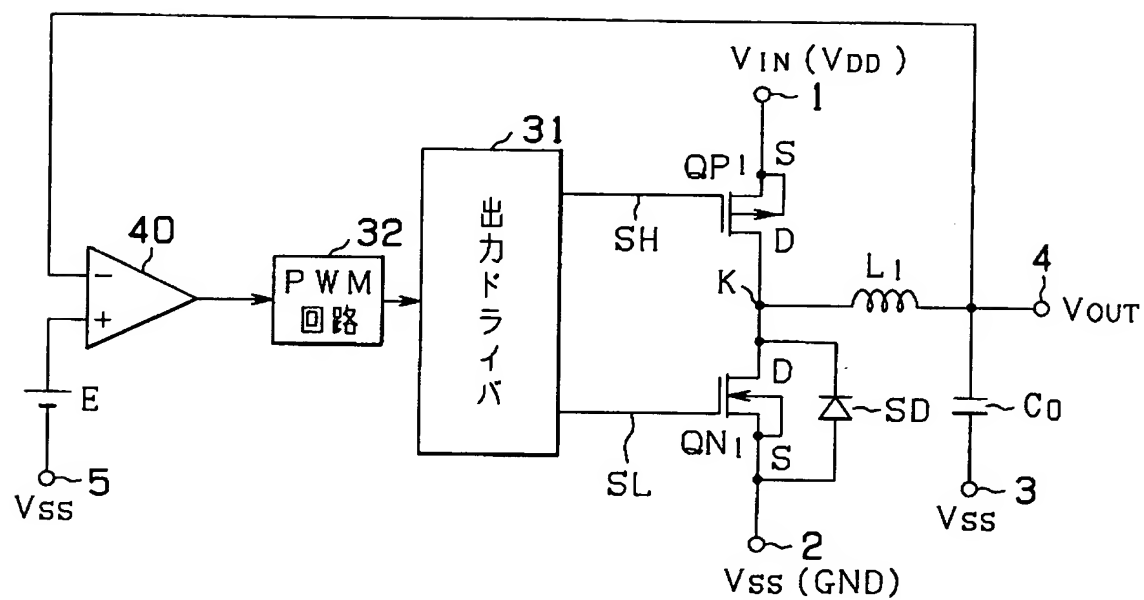 VIN (VDD)
1
31
QP1
S
D
SH
出力ドライバ
40
32
PWM
回路
−
+
K
L1
4
VOUT
E
D
QN1
S
SD
CO
SL
5
VSS
3
VSS
2
VSS (GND)